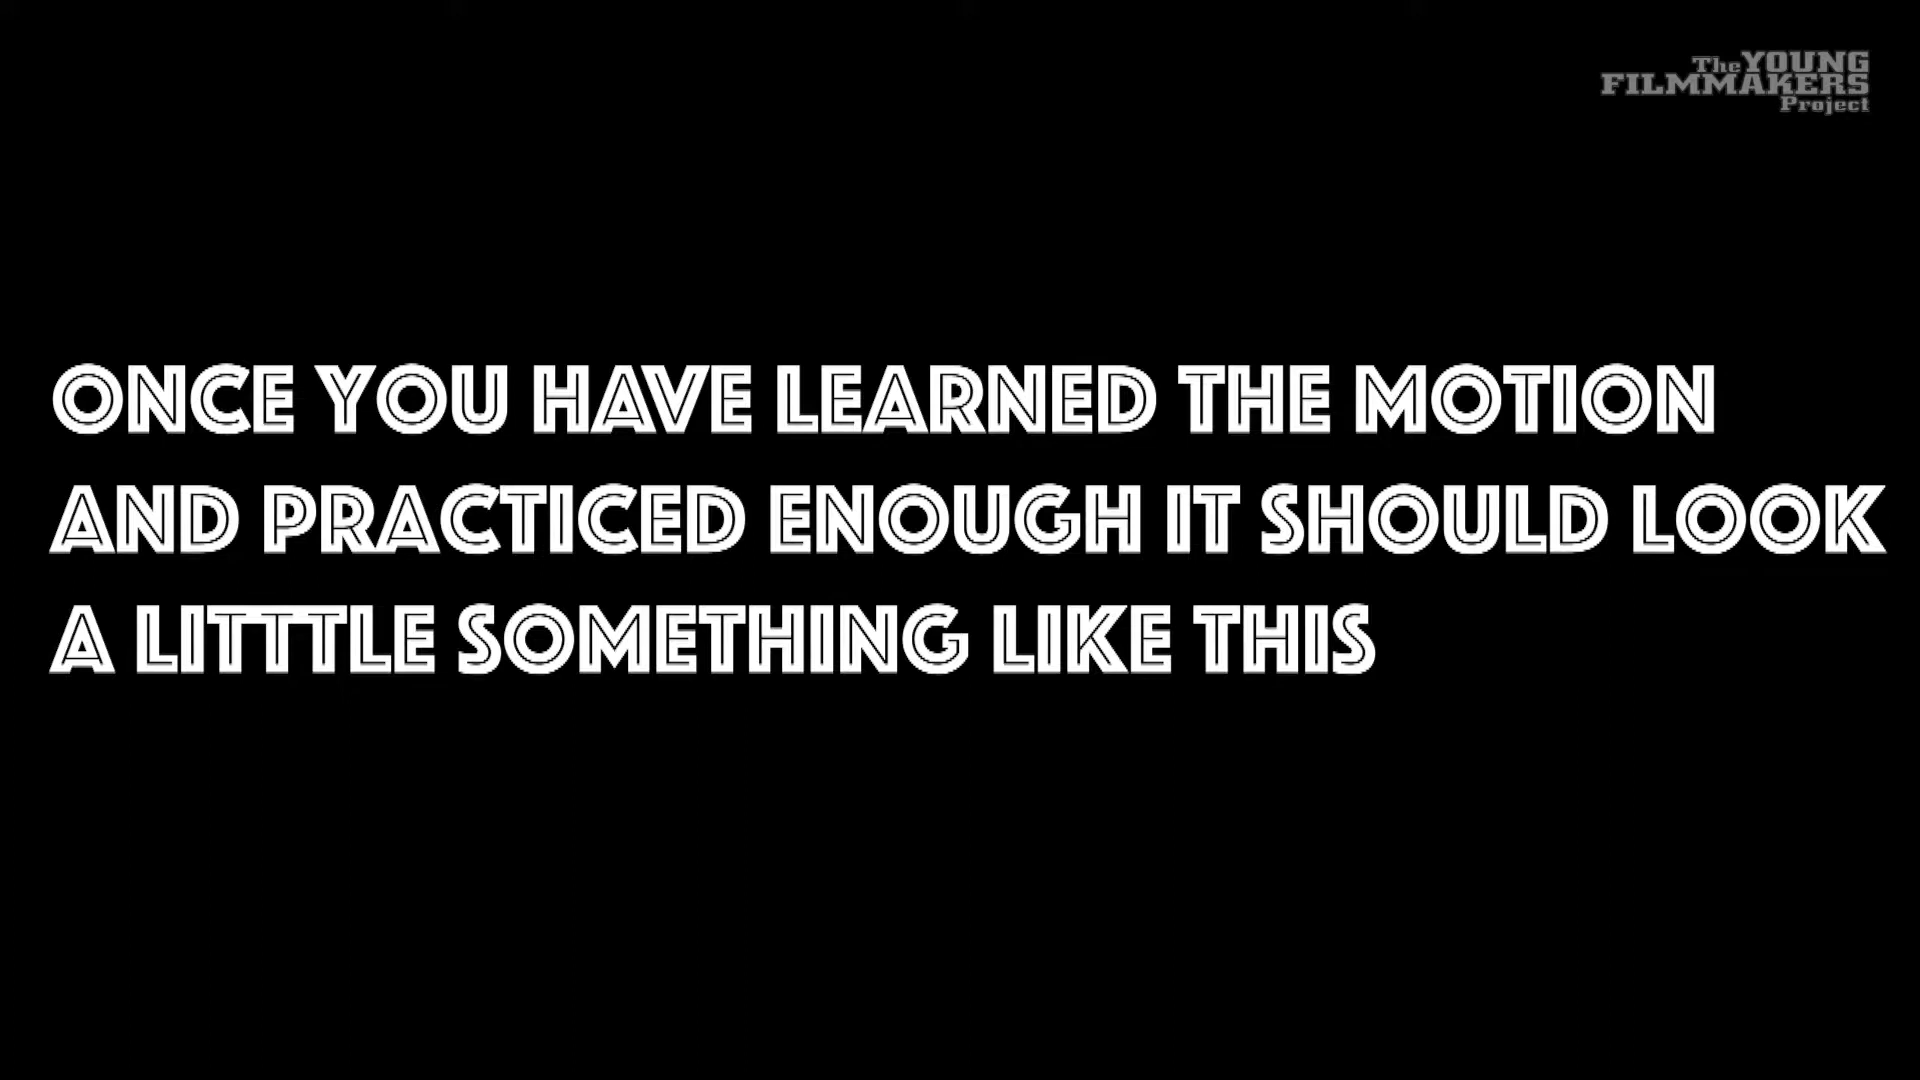 The YOUNG
FILMMAKERS
Project
ONCE YOU HAVE LEARNED THE MOTION
AND PRACTICED ENOUGH IT SHOULD LOOK
A LITTTLE SOMETHING LIKE THIS